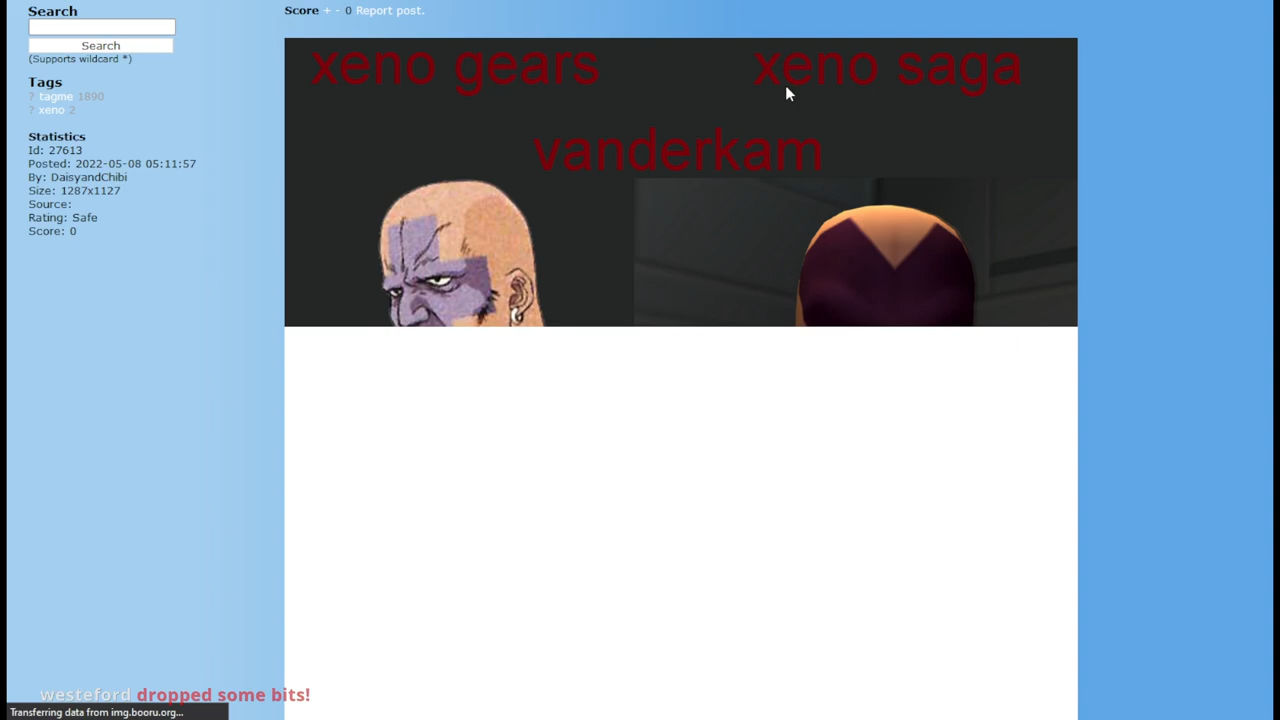 Search
Search
(Supports wildcard *)
Tags
? tagme 1890
? xeno 2
Statistics
Id: 27613
Posted: 2022-05-08 05:11:57
By: DaisyandChibi
Size: 1287x1127
Source:
Rating: Safe
Score: 0
Score + - 0 Report post.
xeno gears
xeno saga
vanderkam
westeford dropped some bits!
Transferring data from img.booru.org...